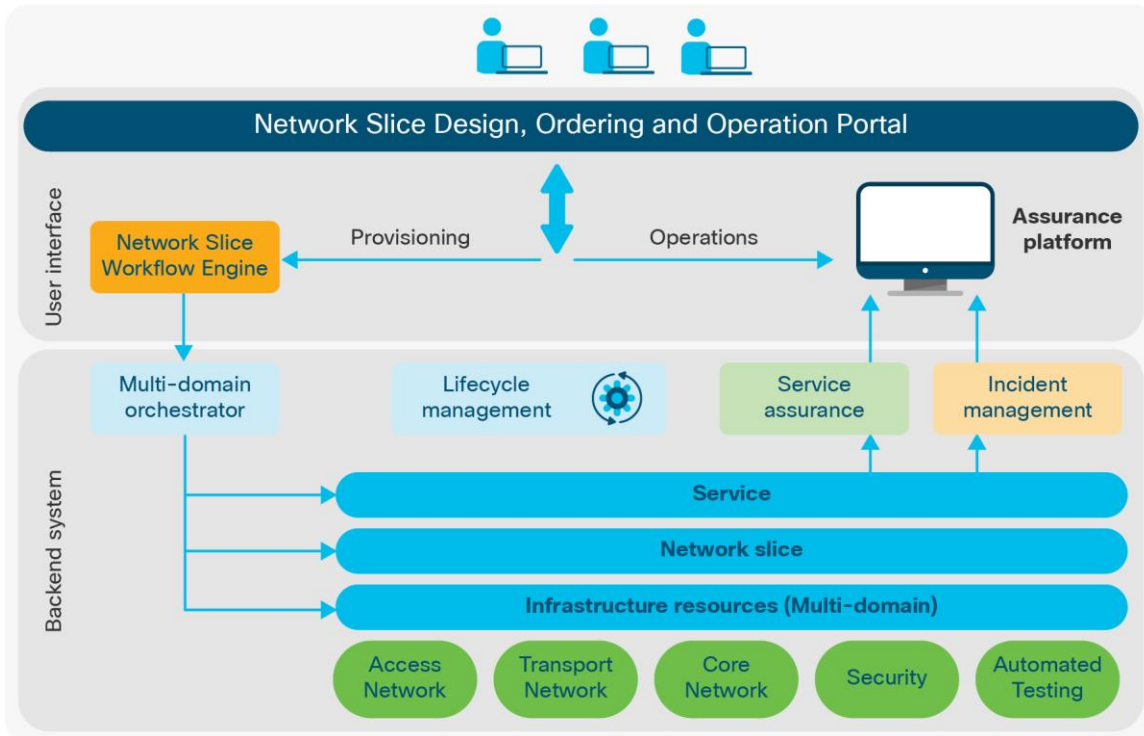 Network Slice Design, Ordering and Operation Portal
User interface
Network Slice
Workflow Engine
Provisioning
Operations
Assurance
platform
Backend system
Multi-domain
orchestrator
Lifecycle
management
Service
assurance
Incident
management
Service
Network slice
Infrastructure resources (Multi-domain)
Access
Network
Transport
Network
Core
Network
Security
Automated
Testing